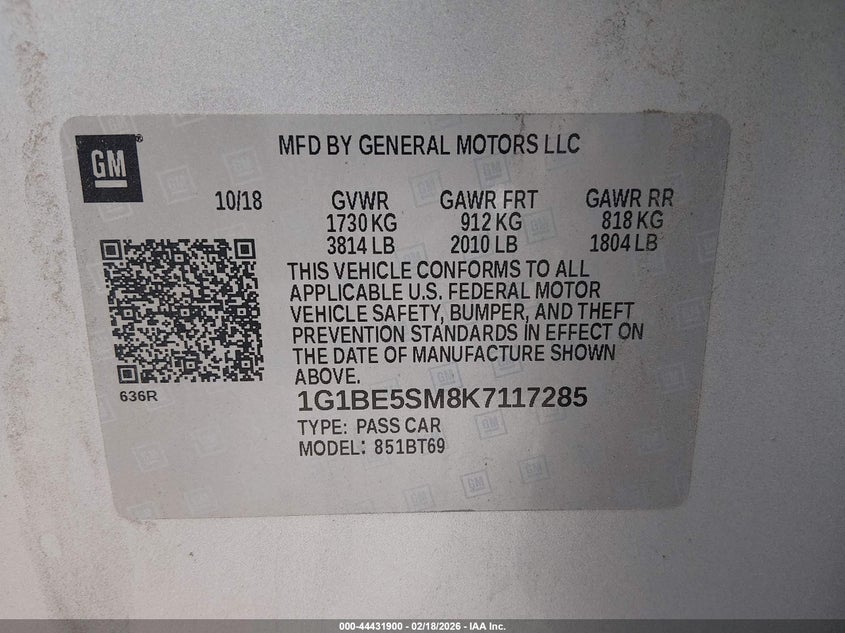 GM
MFD BY GENERAL MOTORS LLC
10/18 GVWR GAWR FRT GAWR RR
1730 KG 912 KG 818 KG
3814 LB 2010 LB 1804 LB
THIS VEHICLE CONFORMS TO ALL
APPLICABLE U.S. FEDERAL MOTOR
VEHICLE SAFETY, BUMPER, AND THEFT
PREVENTION STANDARDS IN EFFECT ON
THE DATE OF MANUFACTURE SHOWN
ABOVE.
636R
1G1BE5SM8K7117285
TYPE: PASS CAR
MODEL: 851BT69
000-44431900 - 02/18/2026 - IAA Inc.